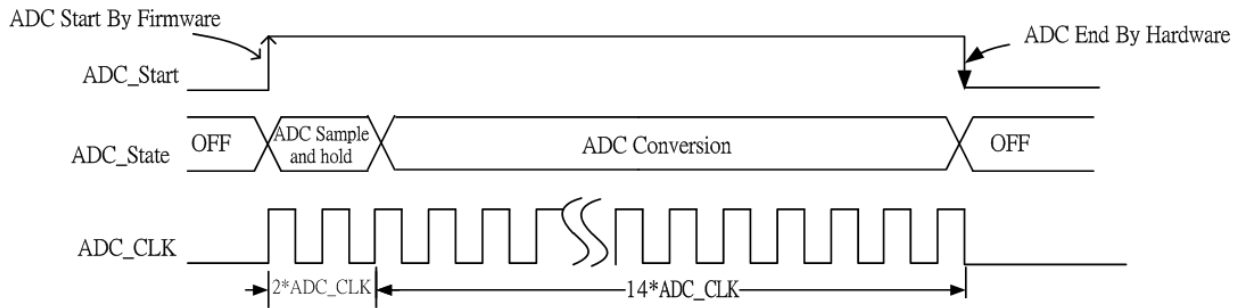 ADC Start By Firmware
ADC End By Hardware
ADC_Start
ADC_State
OFF
ADC Sample
and hold
ADC Conversion
OFF
ADC_CLK
2*ADC_CLK
14*ADC_CLK